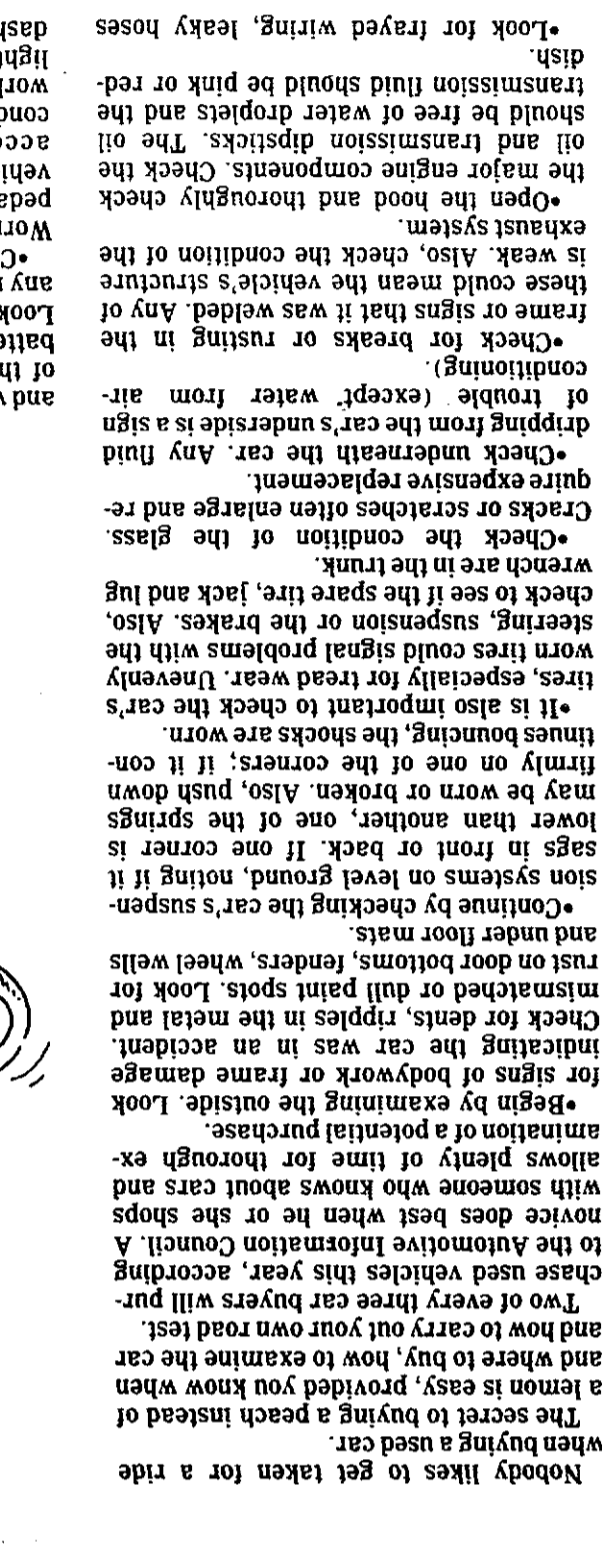 Nobody likes to get taken for a ride
when buying a used car.
The secret to buying a peach instead of
a lemon is easy, provided you know when
and where to buy, how to examine the car
and how to carry out your own road test.
Two of every three car buyers will pur-
chase used vehicles this year, according
to the Automotive Information Council. A
novice does best when he or she shops
with someone who knows about cars and
allows plenty of time for thorough ex-
amination of a potential purchase.
•Begin by examining the outside. Look
for signs of bodywork or frame damage
indicating the car was in an accident.
Check for dents, ripples in the metal and
mismatched or dull paint spots. Look for
rust on door bottoms, fenders, wheel wells
and under floor mats.
•Continue by checking the car's suspen-
sion systems on level ground, noting if it
sags in front or back. If one corner is
lower than another, one of the springs
may be worn or broken. Also, push down
firmly on one of the corners; if it con-
tinues bouncing, the shocks are worn.
•It is also important to check the car's
tires, especially for tread wear. Unevenly
worn tires could signal problems with the
steering, suspension or the brakes. Also,
check to see if the spare tire, jack and lug
wrench are in the trunk.
•Check the condition of the glass.
Cracks or scratches often enlarge and re-
quire expensive replacement.
•Check underneath the car. Any fluid
dripping from the car's underside is a sign
of trouble (except water from air-
conditioning).
•Check for breaks or rusting in the
frame or signs that it was welded. Any of
these could mean the vehicle's structure
is weak. Also, check the condition of the
exhaust system.
•Open the hood and thoroughly check
the major engine components. Check the
oil and transmission dipsticks. The oil
should be free of water droplets and the
transmission fluid should be pink or red-
dish.
•Look for frayed wiring, leaky hoses
and v
of th
batte
Look
any
•C
Worn
peda
vehi
acce
cond
work
light
dash